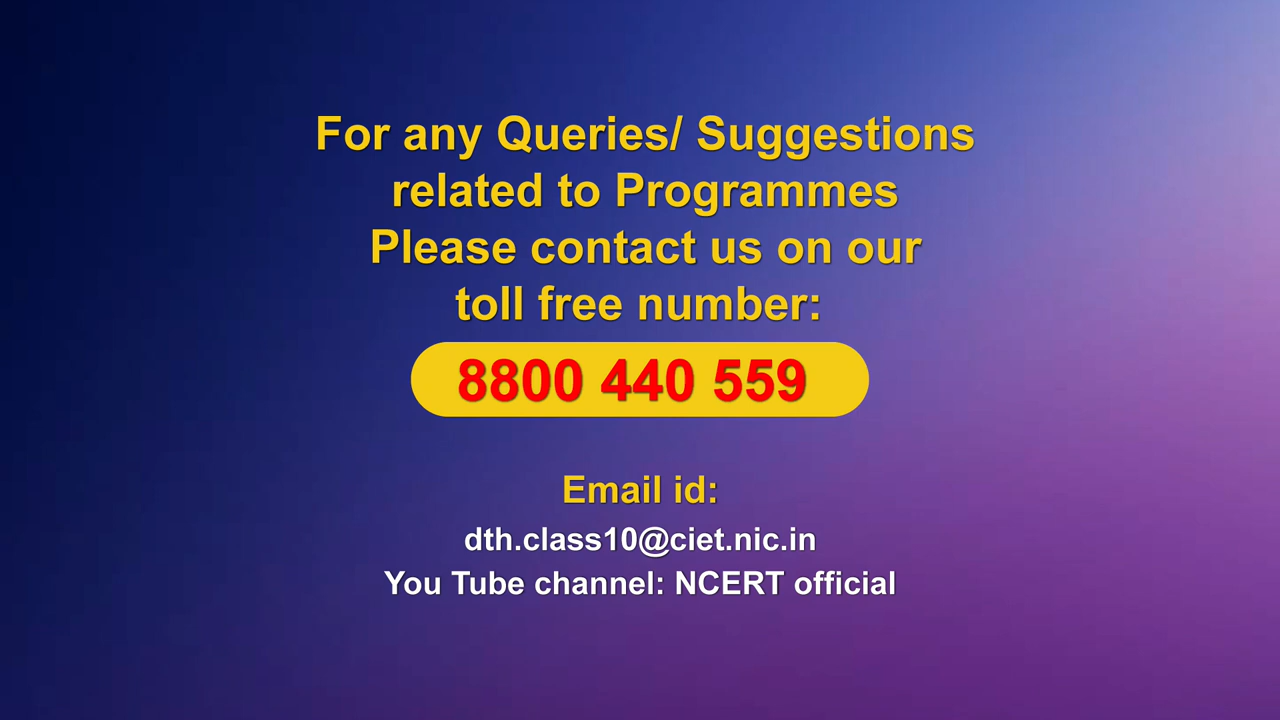 For any Queries/ Suggestions
related to Programmes
Please contact us on our
toll free number:
8800 440 559
Email id:
dth.class10@ciet.nic.in
You Tube channel: NCERT official